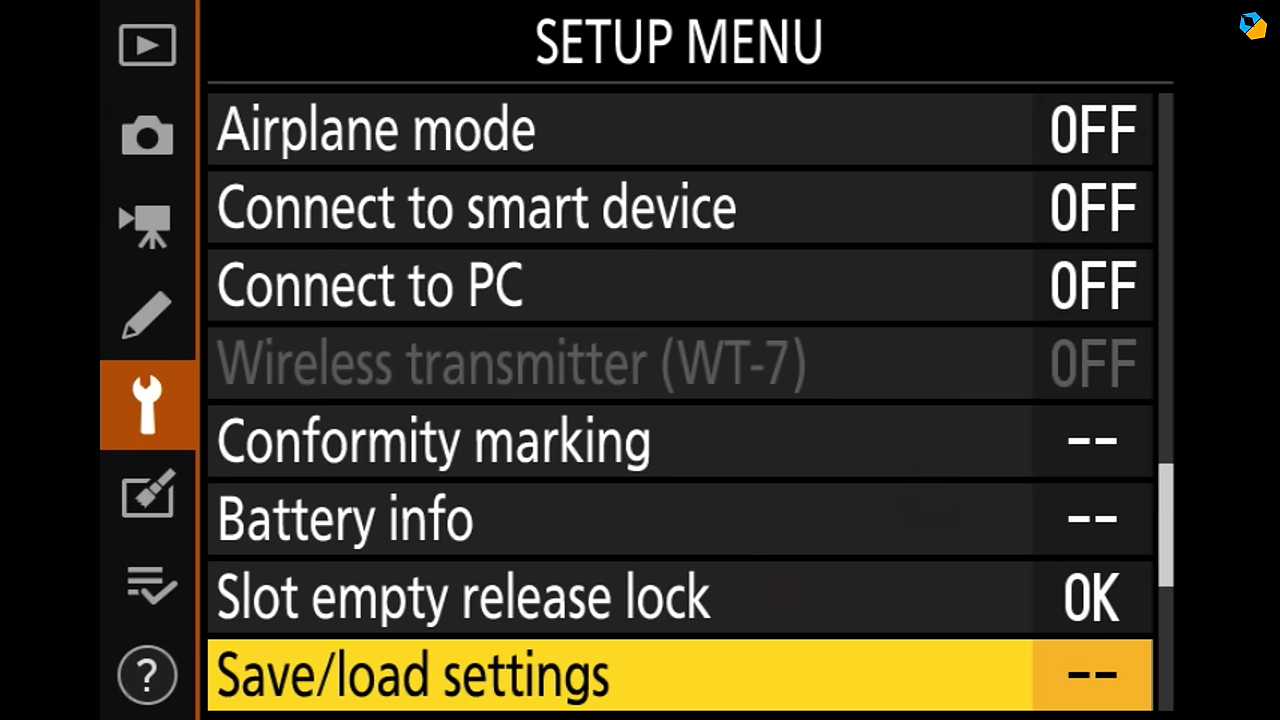 SETUP MENU
Airplane mode OFF
Connect to smart device OFF
Connect to PC OFF
Wireless transmitter (WT-7) OFF
Conformity marking --
Battery info --
Slot empty release lock OK
Save/load settings --
?